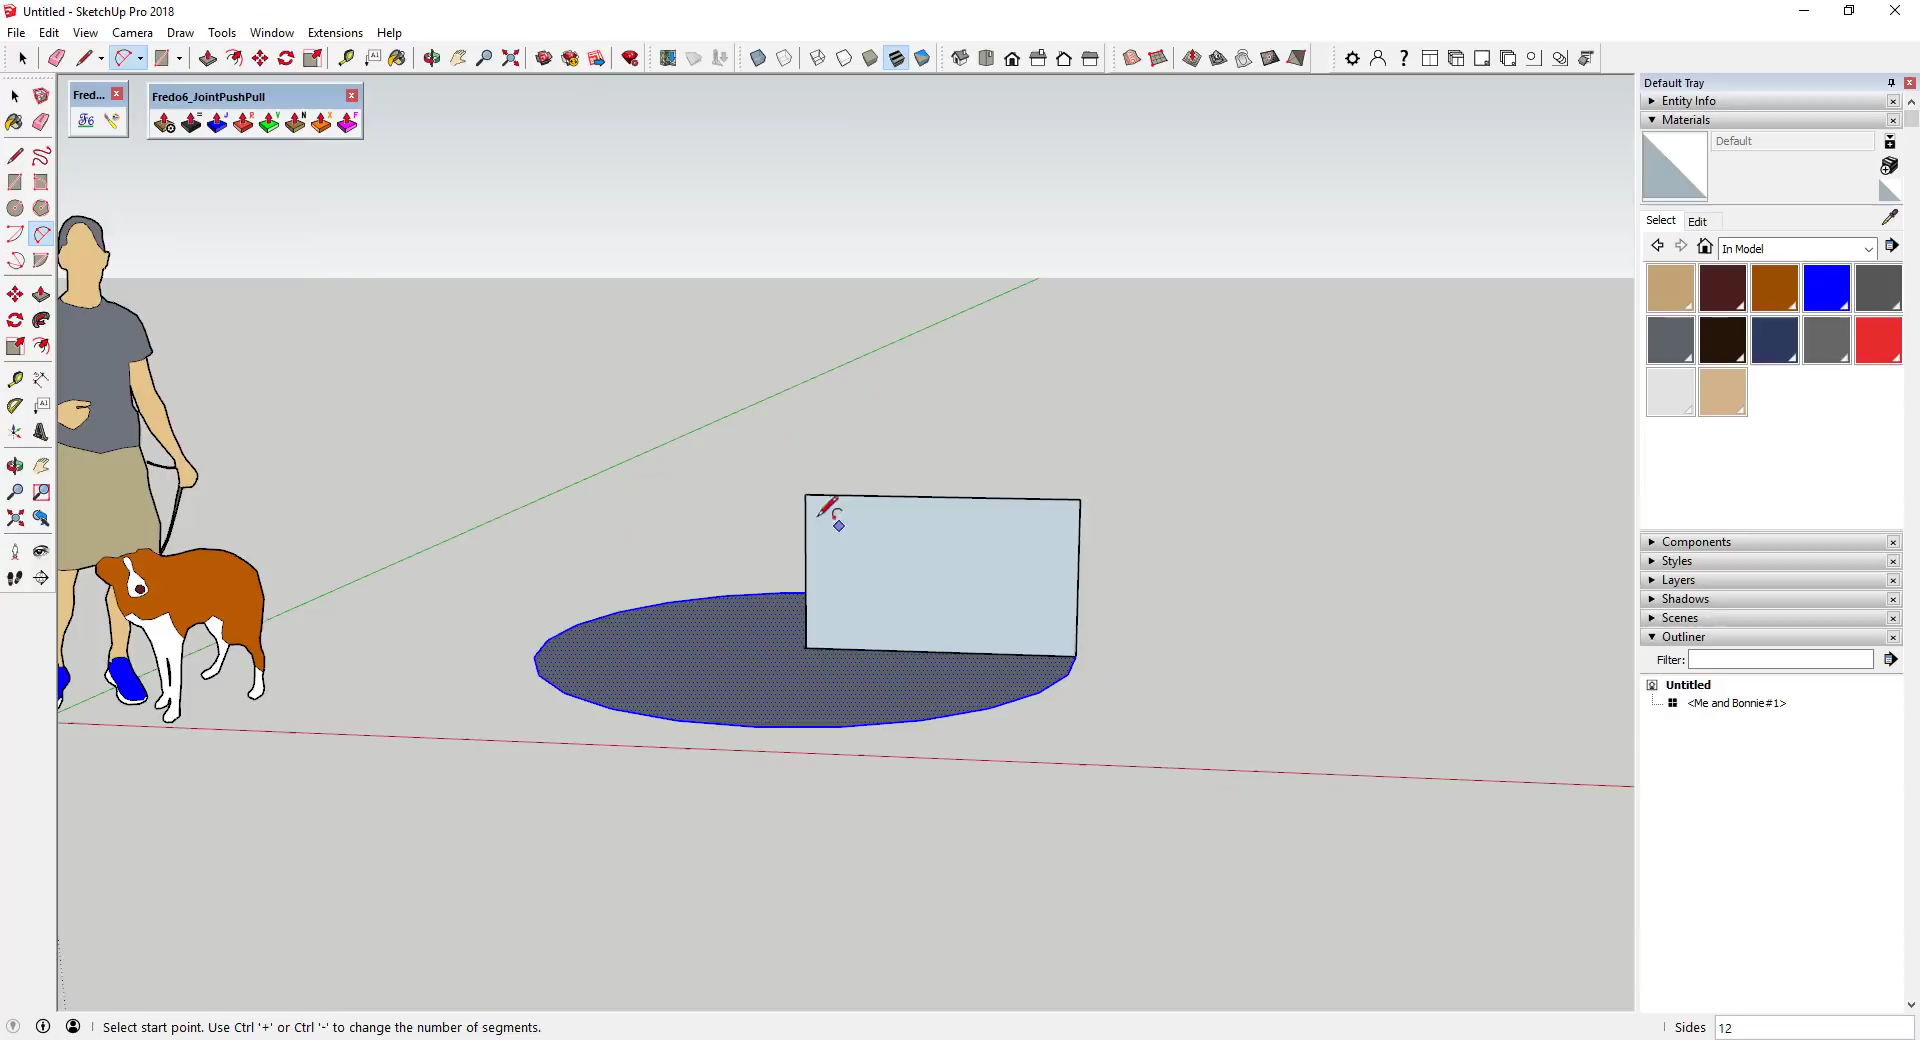 Untitled - SketchUp Pro 2018
File Edit View Camera Draw Tools Window Extensions Help
Fred...
Fredo6_JointPushPull
Default Tray
Entity Info
Materials
Default
Select Edit
In Model
Components
Styles
Layers
Shadows
Scenes
Outliner
Filter:
Untitled
<Me and Bonnie#1>
Select start point. Use Ctrl '+' or Ctrl '-' to change the number of segments.
Sides 12